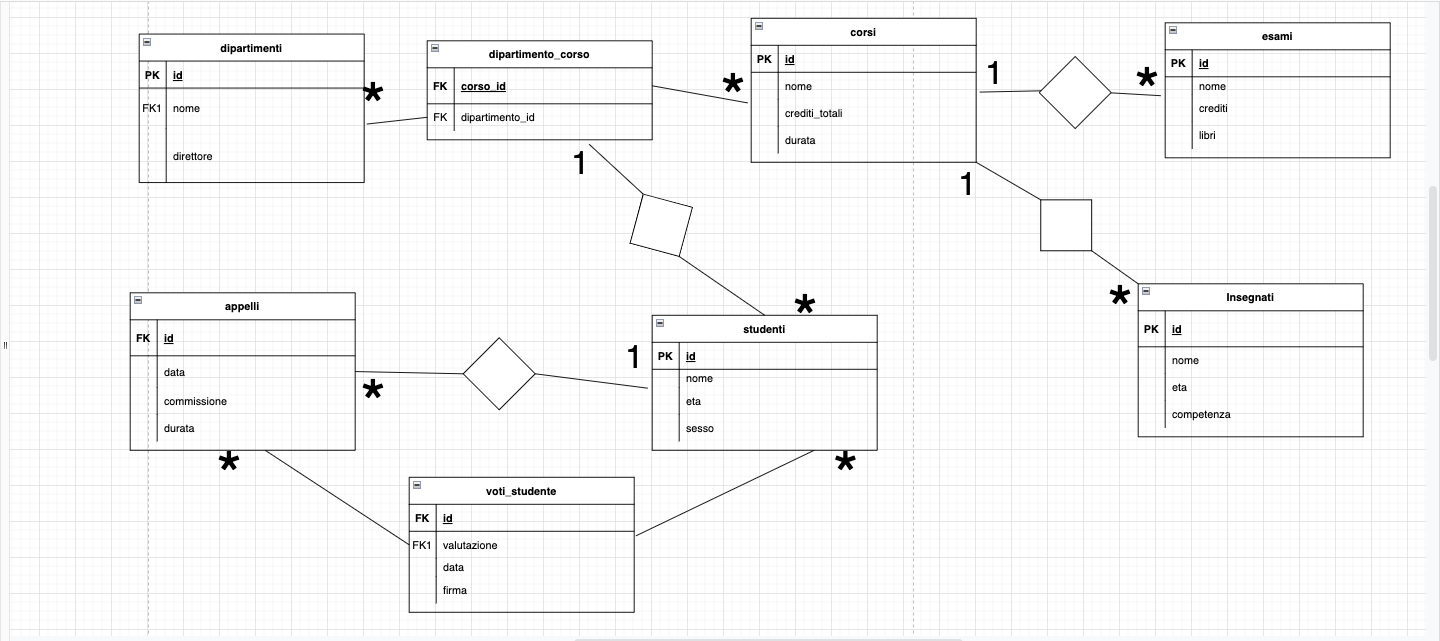 dipartimenti
PK id
FK1 nome
direttore
*
dipartimento_corso
FK corso_id
FK dipartimento_id
1
*
corsi
PK id
nome
crediti_totali
durata
1
*
1
esami
PK id
nome
crediti
libri
*
Insegnati
PK id
nome
eta
competenza
appelli
FK id
data
commissione
durata
*
*
1
*
studenti
PK id
nome
eta
sesso
*
voti_studente
FK id
FK1 valutazione
data
firma